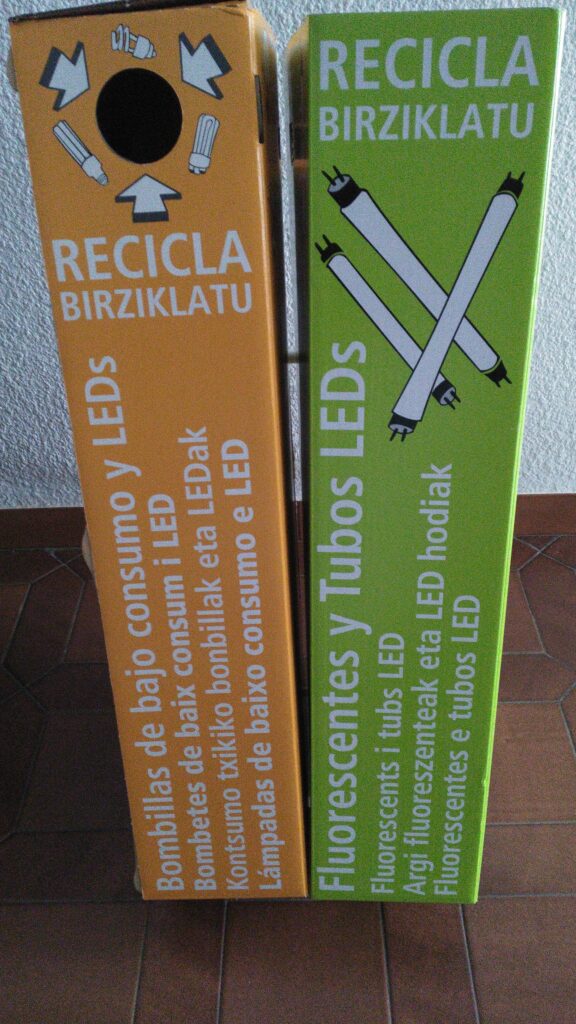 RECICLA
BIRZIKLATU
Bombillas de bajo consumo y LEDs
Bombetes de baix consum i LED
Kontsumo txikiko bonbillak eta LEDak
Lámpadas de baixo consumo e LED
RECICLA
BIRZIKLATU
Fluorescentes y Tubos LEDs
Fluorescents i tubs LED
Argi fluoreszenteak eta LED hodiak
Fluorescentes e tubos LED